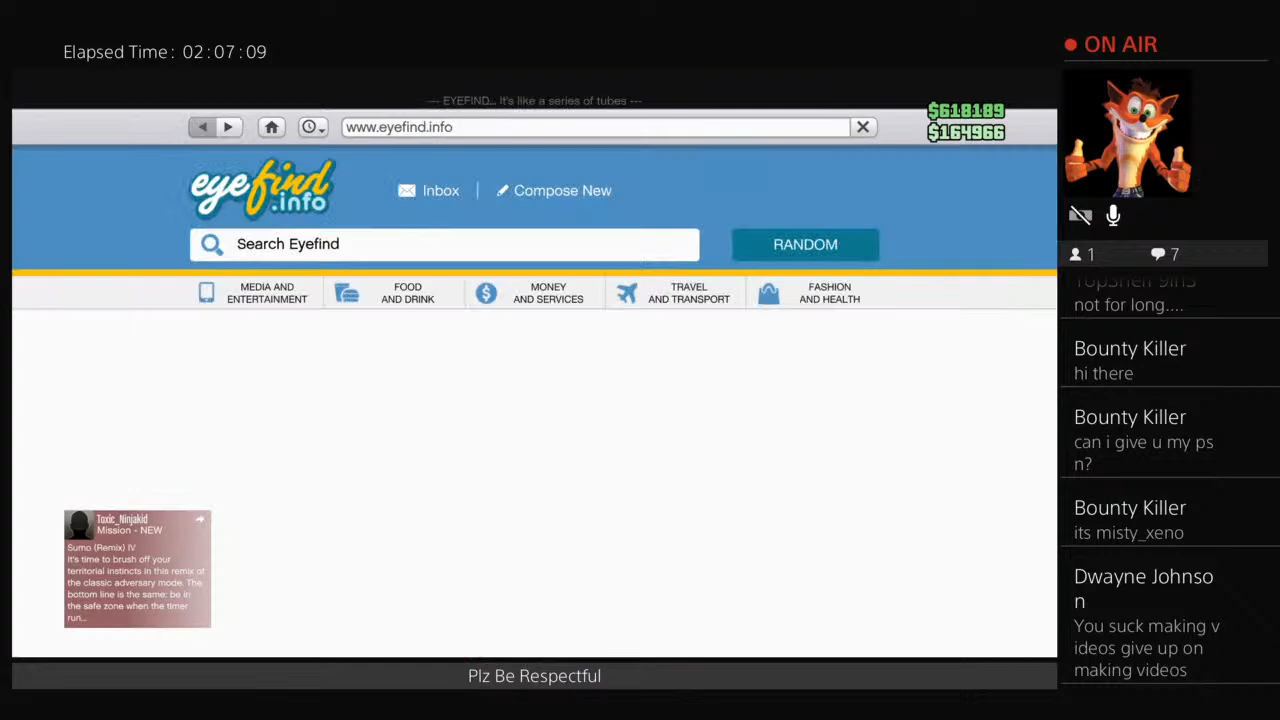 Elapsed Time: 02:07:09
ON AIR
--- EYEFIND... It's like a series of tubes ---
www.eyefind.info
$618189
$164966
eyefind
.info
Inbox
Compose New
Search Eyefind
RANDOM
MEDIA AND
ENTERTAINMENT
FOOD
AND DRINK
MONEY
AND SERVICES
TRAVEL
AND TRANSPORT
FASHION
AND HEALTH
Toxic_Ninjakid
Mission - NEW
Sumo (Remix) IV
It's time to brush off your
territorial instincts in this remix of
the classic adversary mode. The
bottom line is the same: be in
the safe zone when the timer
run...
Plz Be Respectful
1
7
not for long....
Bounty Killer
hi there
Bounty Killer
can i give u my ps
n?
Bounty Killer
its misty_xeno
Dwayne Johnso
n
You suck making v
ideos give up on
making videos